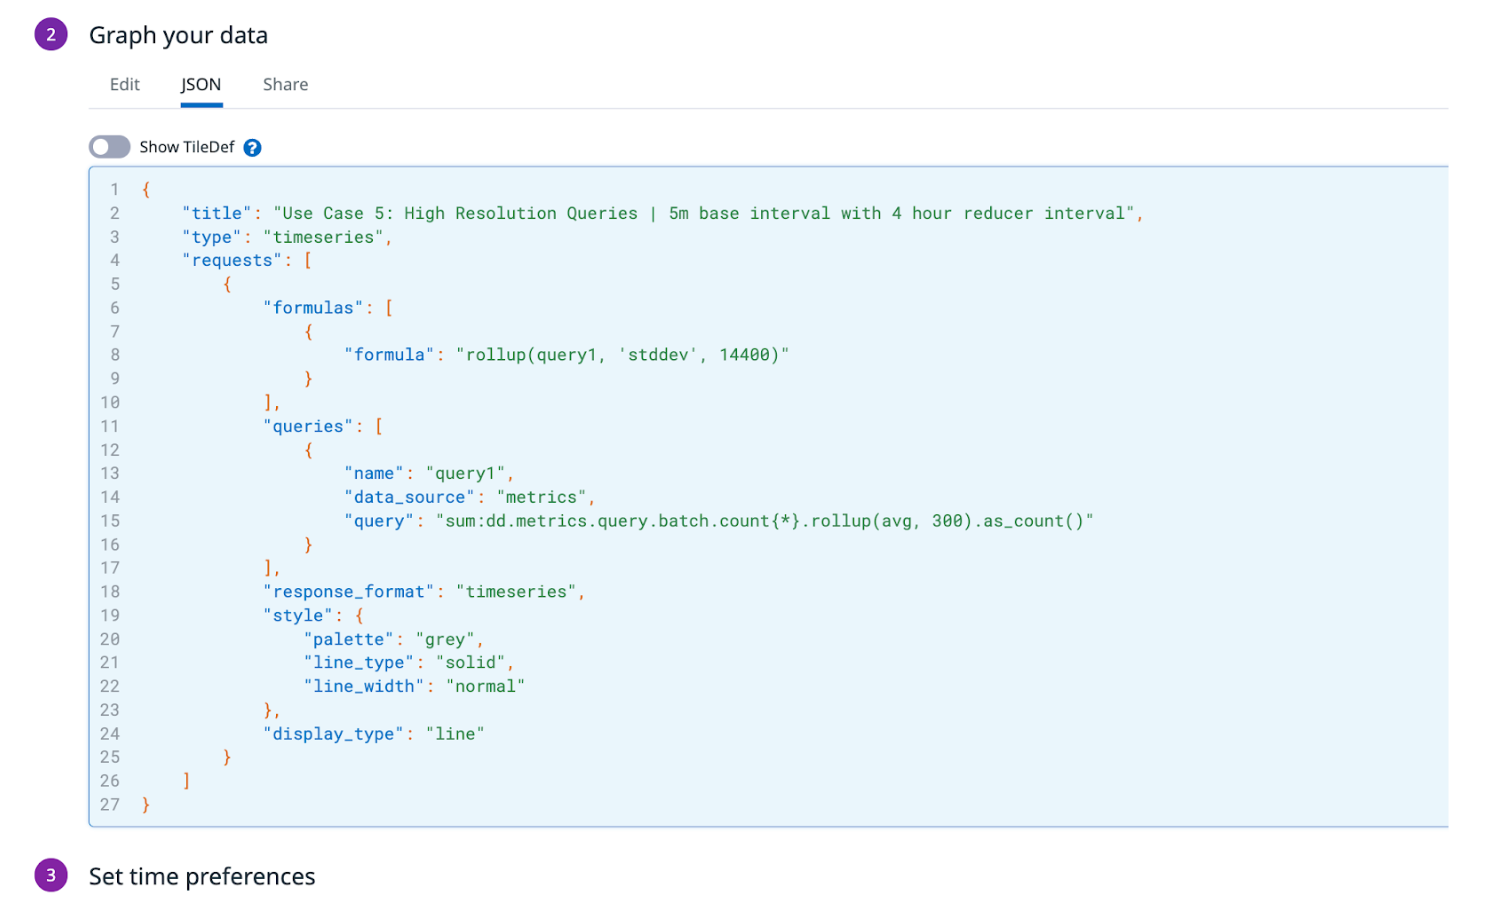 2 Graph your data
Edit JSON Share
Show TileDef ?
1 {
2     "title": "Use Case 5: High Resolution Queries | 5m base interval with 4 hour reducer interval",
3     "type": "timeseries",
4     "requests": [
5         {
6             "formulas": [
7                 {
8                     "formula": "rollup(query1, 'stddev', 14400)"
9                 }
10             ],
11             "queries": [
12                 {
13                     "name": "query1",
14                     "data_source": "metrics",
15                     "query": "sum:dd.metrics.query.batch.count{*}.rollup(avg, 300).as_count()"
16                 }
17             ],
18             "response_format": "timeseries",
19             "style": {
20                 "palette": "grey",
21                 "line_type": "solid",
22                 "line_width": "normal"
23             },
24             "display_type": "line"
25         }
26     ]
27 }
3 Set time preferences